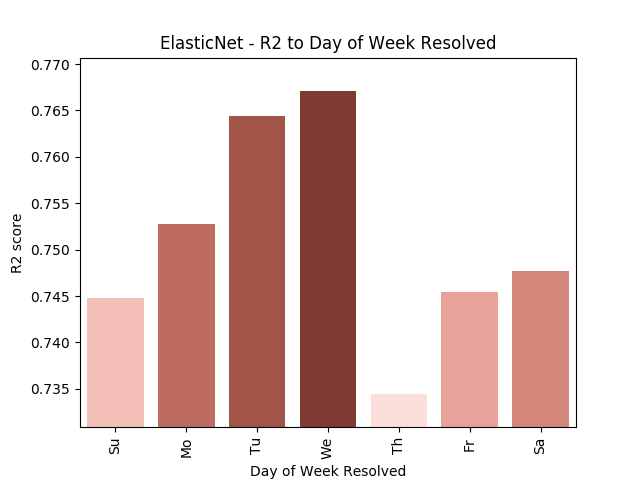 ElasticNet - R2 to Day of Week Resolved
0.770
0.765
0.760
0.755
0.750
0.745
0.740
0.735
R2 score
Su
Mo
Tu
We
Th
Fr
Sa
Day of Week Resolved